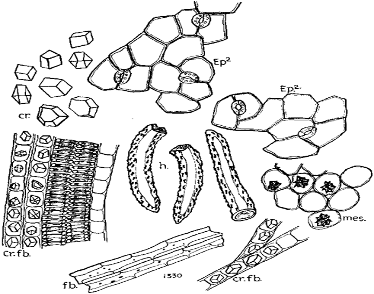 Ep²
Ep²
cr.
h.
mes.
cr.fb.
fb.
1330
cr.fb.